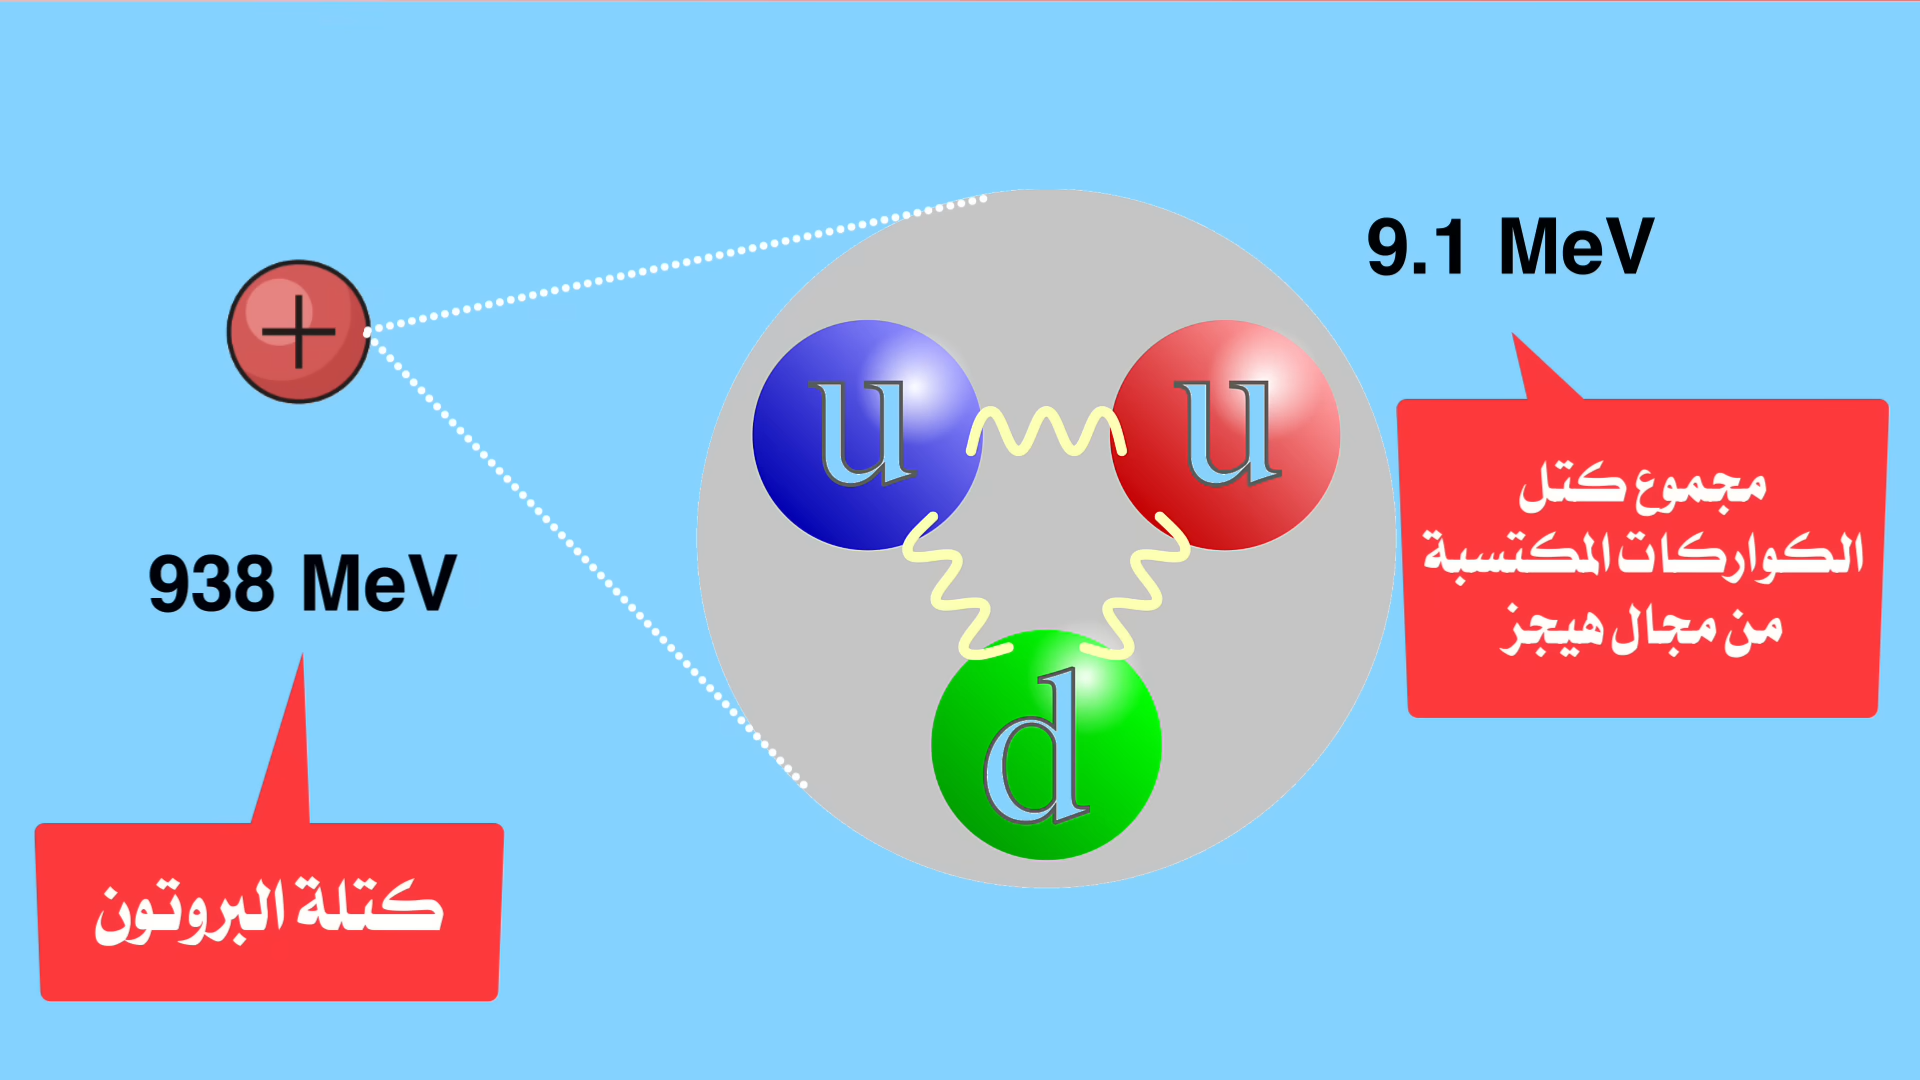 9.1 MeV
مجموع كتل
الكواركات المكتسبة
من مجال هيجز
u
u
d
+
938 MeV
كتلة البروتون